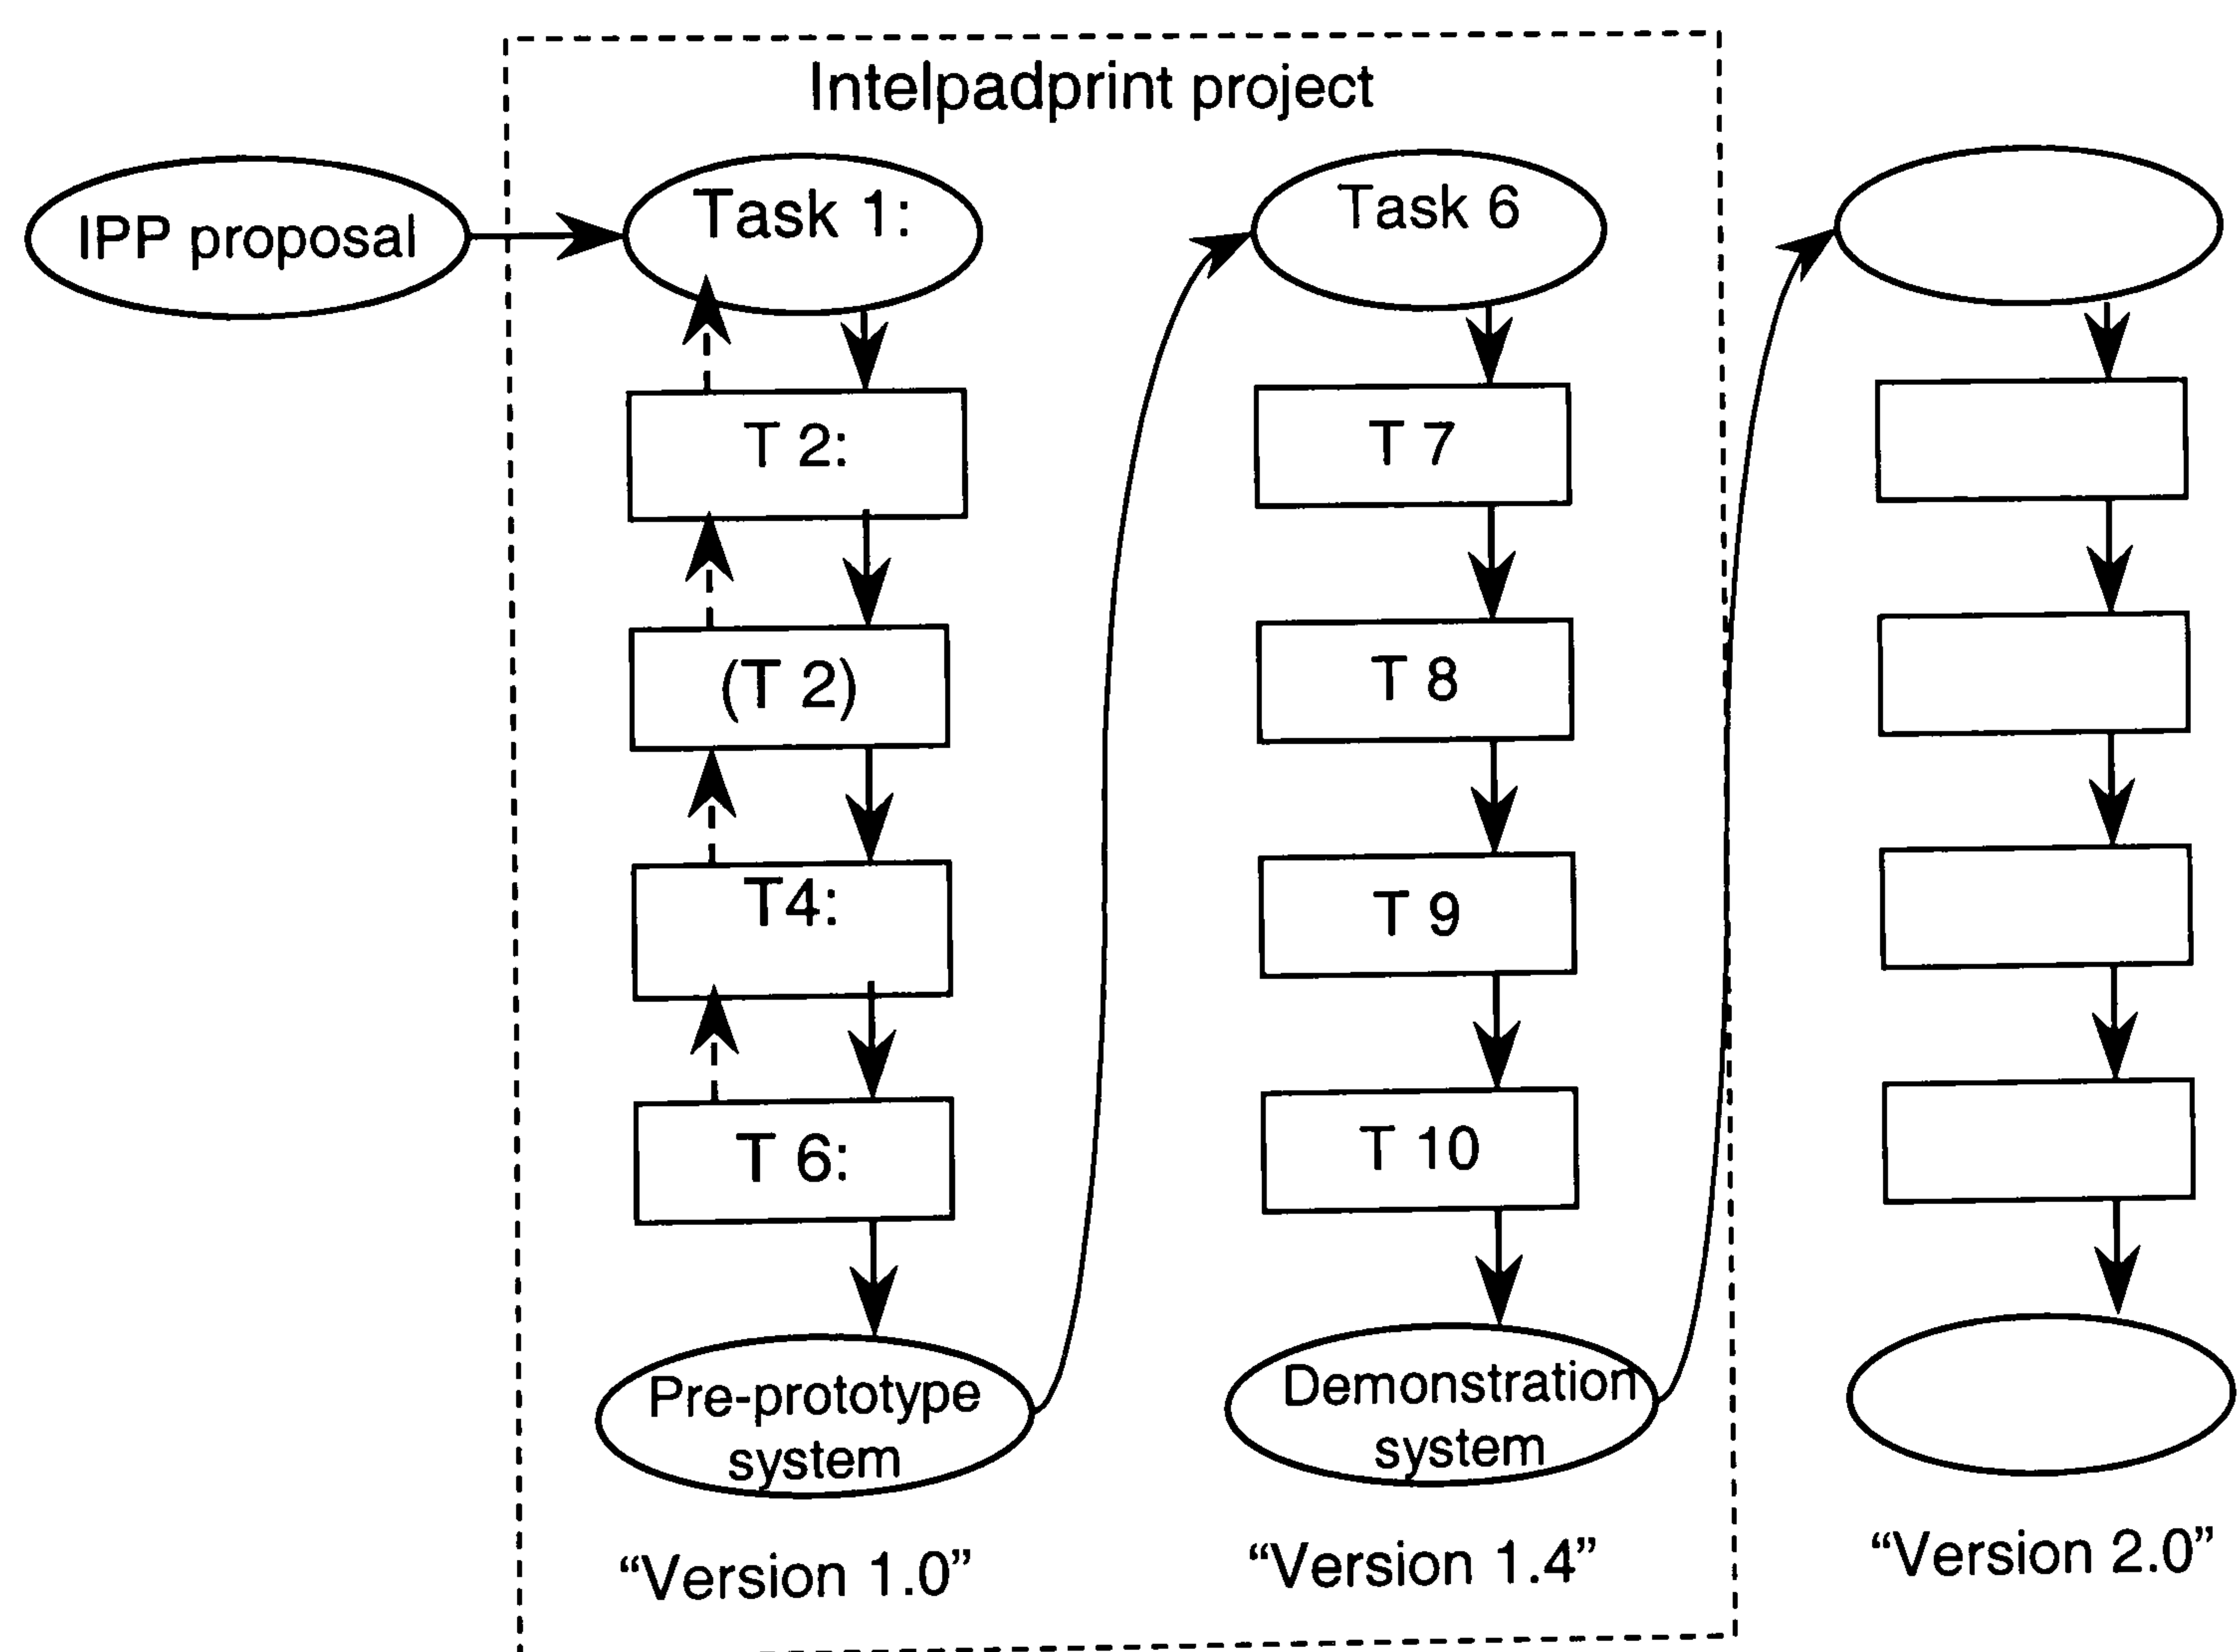 Intelpadprint project
IPP proposal
Task 1:
T 2:
(T 2)
T4:
T 6:
Pre-prototype
system
“Version 1.0”
Task 6
T 7
T 8
T 9
T 10
Demonstration
system
“Version 1.4”
“Version 2.0”